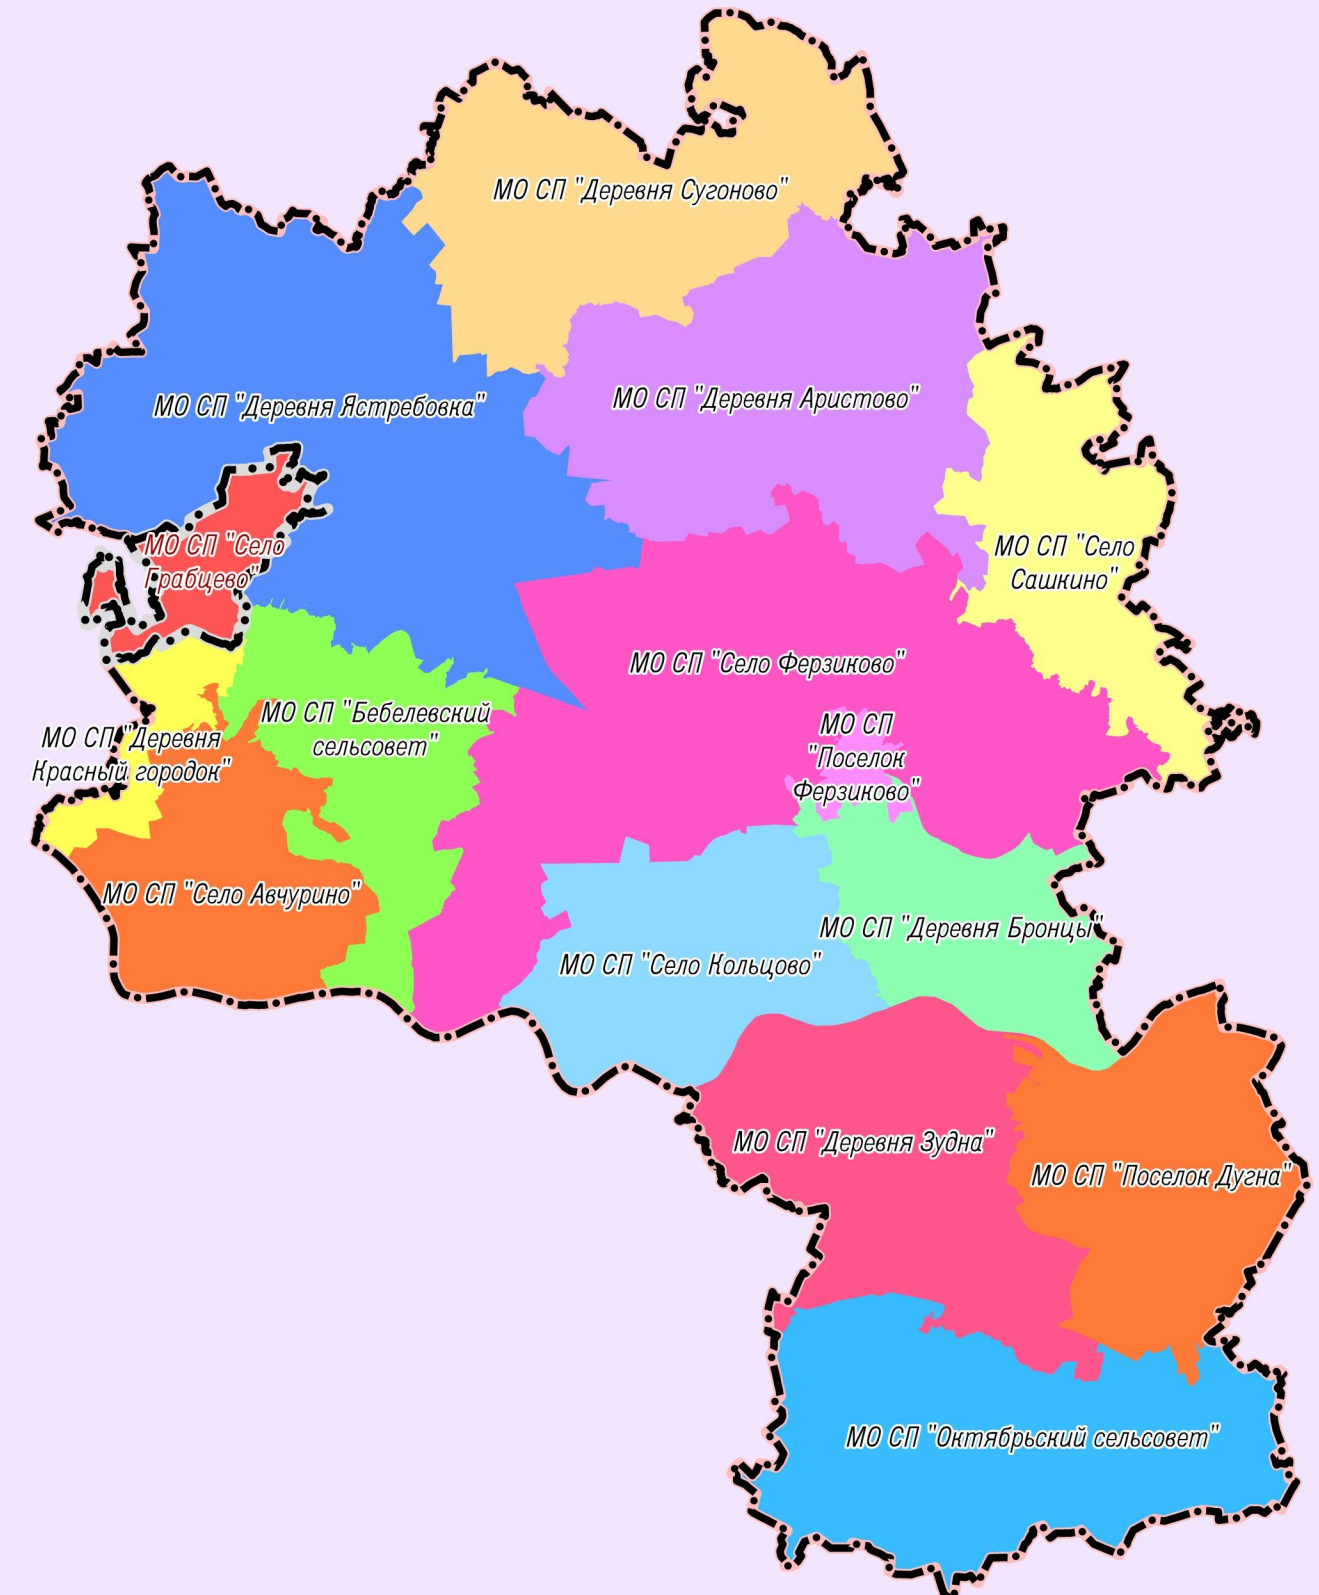 МО СП "Деревня Сугоново"
МО СП "Деревня Ястребовка"
МО СП "Деревня Аристово"
МО СП "Село
Грабцево"
МО СП "Село
Сашкино"
МО СП "Село Ферзиково"
МО СП "Бебелевский
сельсовет"
МО СП "Деревня
Красный городок"
МО СП
"Поселок
Ферзиково"
МО СП "Село Авчурино"
МО СП "Деревня Бронцы"
МО СП "Село Кольцово"
МО СП "Деревня Зудна"
МО СП "Поселок Дугна"
МО СП "Октябрьский сельсовет"